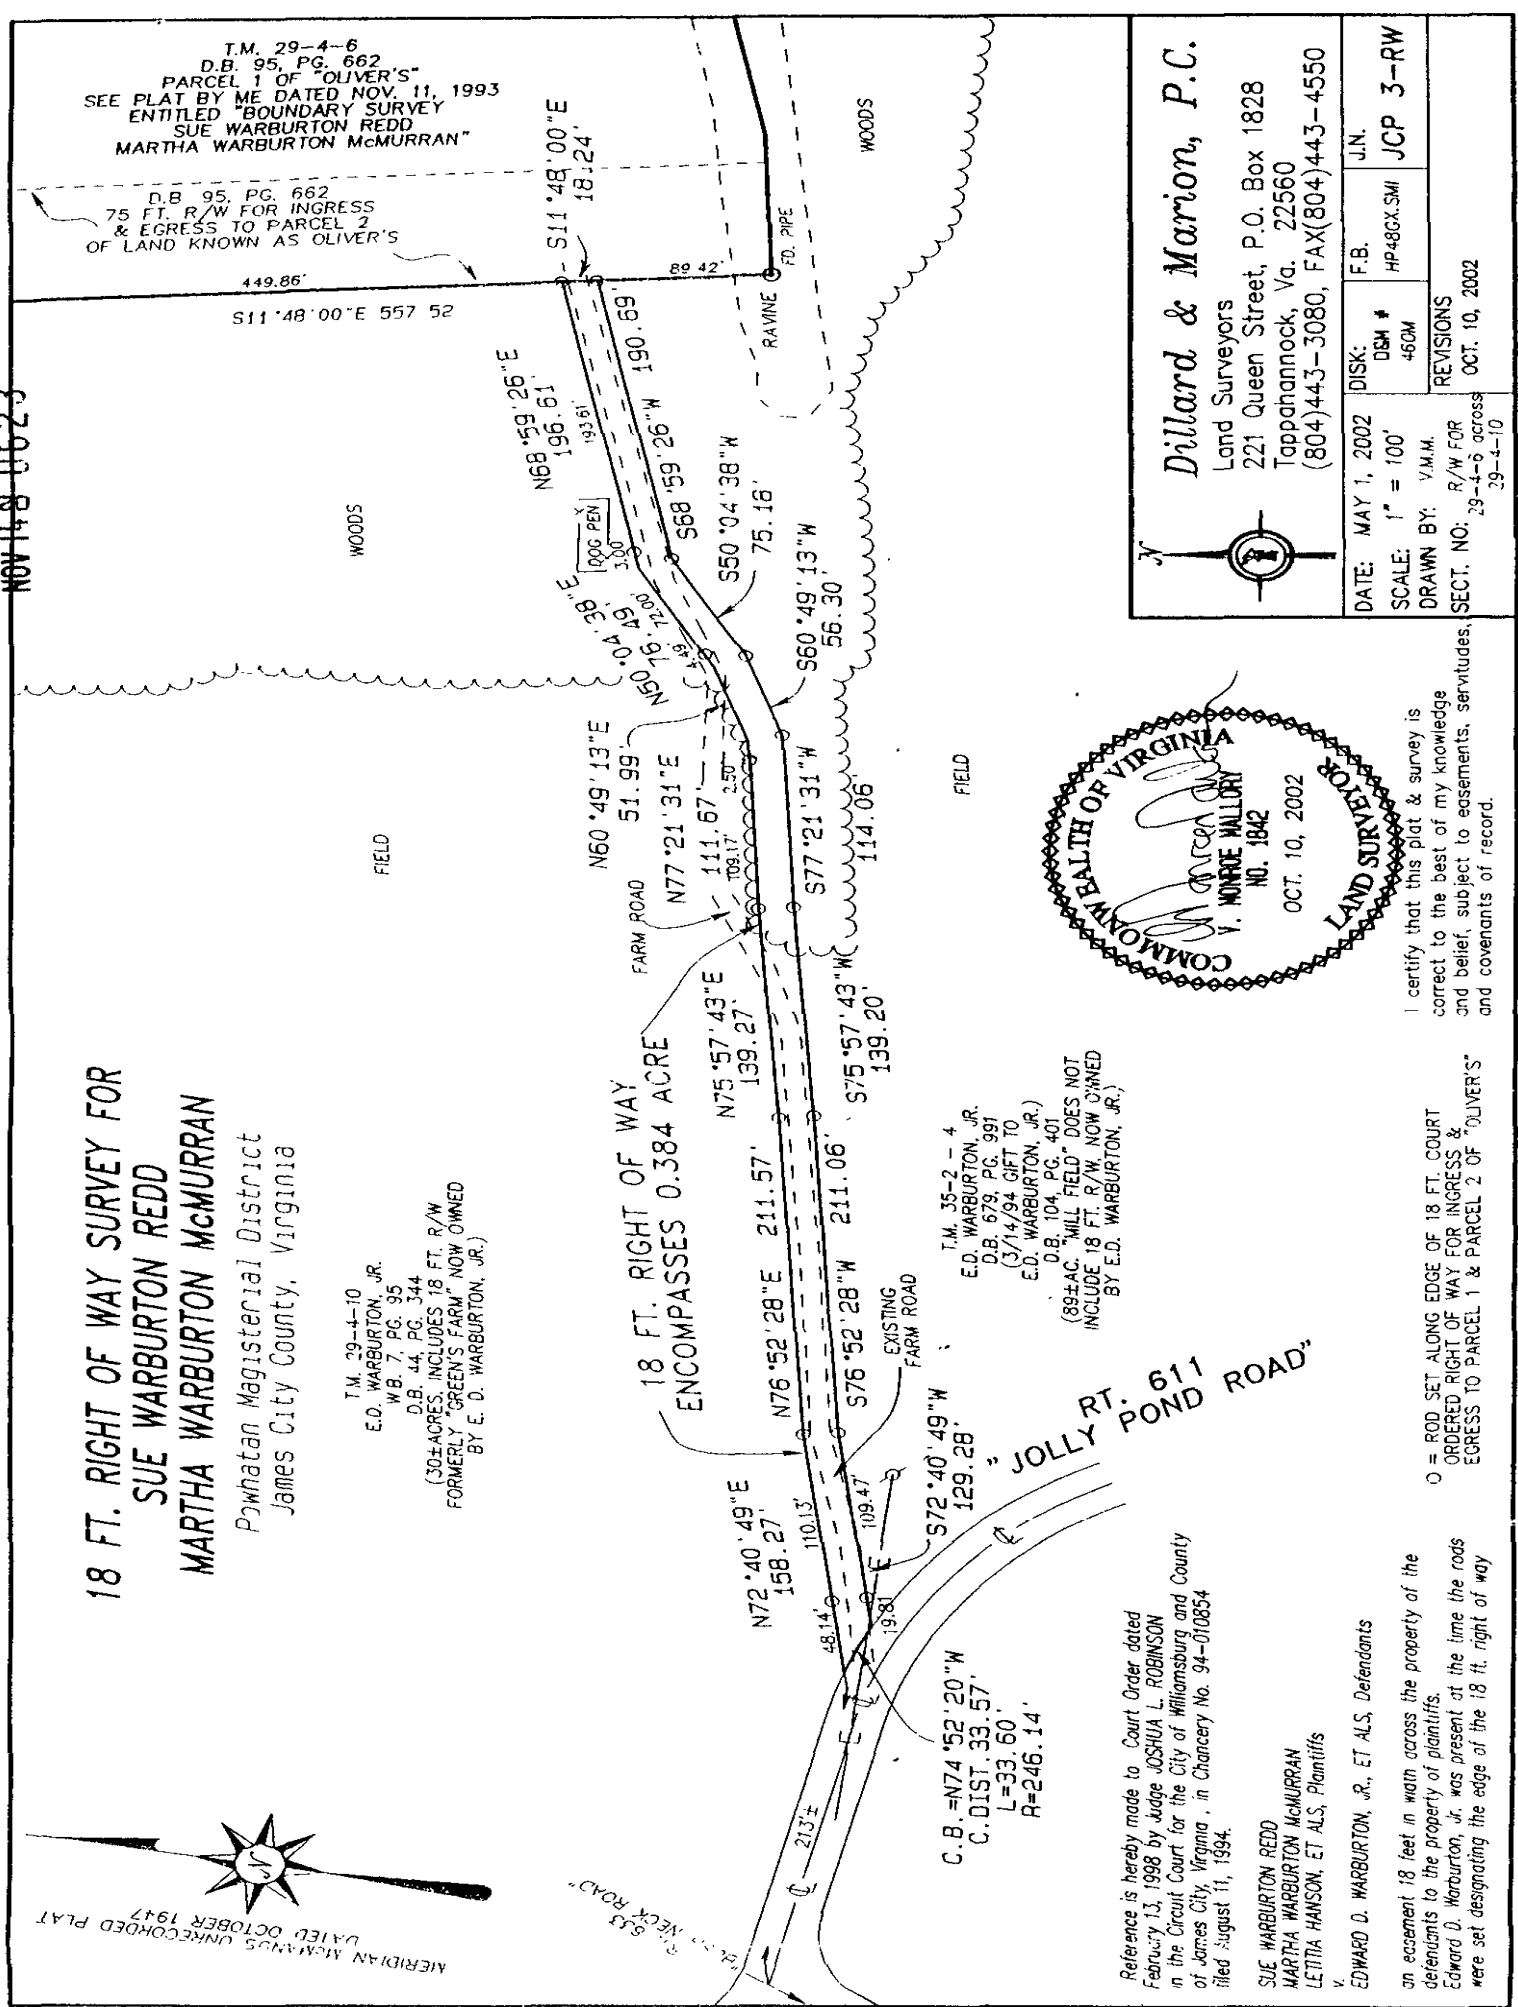 NOV 14 8 0623
18 FT. RIGHT OF WAY SURVEY FOR
SUE WARBURTON REDD
MARTHA WARBURTON McMURRAN
Powhatan Magisterial District
James City County, Virginia
T.M. 29-4-10
E.D. WARBURTON, JR.
W.B. 7, PG. 95
D.B. 44, PG. 344
(30±ACRES, INCLUDES 18 FT. R/W
FORMERLY "GREEN'S FARM" NOW OWNED
BY E. D. WARBURTON, JR.)
T.M. 29-4-6
D.B. 95, PG. 662
PARCEL 1 OF "OLIVER'S"
SEE PLAT BY ME DATED NOV. 11, 1993
ENTITLED "BOUNDARY SURVEY
SUE WARBURTON REDD
MARTHA WARBURTON McMURRAN"
D.B 95, PG. 662
75 FT. R/W FOR INGRESS
& EGRESS TO PARCEL 2
OF LAND KNOWN AS OLIVER'S
449.86'
S11°48'00"E 557 52
S11°48'00"E
18.24'
89 42'
FD. PIPE
RAVINE
WOODS
WOODS
FIELD
FIELD
MERIDIAN McMANUS UNRECORDED PLAT
DATED OCTOBER 1947
N
18 FT. RIGHT OF WAY
ENCOMPASSES 0.384 ACRE
FARM ROAD
N72°40'49"E
158.27'
48.14'
110.13'
N76°52'28"E 211.57'
N75°57'43"E
139.27'
N77°21'31"E
111.67'
109.17'
2.50'
N60°49'13"E
51.99'
N50°04'38"E
76.49'
4.49'
72.00'
DOG PEN
3.00'
N68°59'26"E
196.61'
193.61'
S68°59'26"W 190.69'
S50°04'38"W
75.16'
S60°49'13"W
56.30'
S77°21'31"W
114.06'
S75°57'43"W
139.20'
S76°52'28"W 211.06'
EXISTING
FARM ROAD
109.47'
S72°40'49"W
129.28'
19.81
C.B.=N74°52'20"W
C.DIST.33.57'
L=33.60'
R=246.14'
213'±
633
NECK ROAD"
RT. 611
"JOLLY POND ROAD"
T.M. 35-2 - 4
E.D. WARBURTON, JR.
D.B. 679, PG. 991
(3/14/94 GIFT TO
E.D. WARBURTON, JR.)
D.B. 104, PG. 401
(89±AC. "MILL FIELD" DOES NOT
INCLUDE 18 FT. R/W, NOW OWNED
BY E.D. WARBURTON, JR.)
Reference is hereby made to Court Order dated
February 13, 1998 by Judge JOSHUA L. ROBINSON
in the Circuit Court for the City of Williamsburg and County
of James City, Virginia, in Chancery No. 94-010854
filed August 11, 1994.
SUE WARBURTON REDD
MARTHA WARBURTON McMURRAN
LETITIA HANSON, ET ALS, Plaintiffs
v.
EDWARD D. WARBURTON, JR., ET ALS, Defendants
an easement 18 feet in width across the property of the
defendants to the property of plaintiffs.
Edward D. Warburton, Jr. was present at the time the rods
were set designating the edge of the 18 ft. right of way
O = ROD SET ALONG EDGE OF 18 FT. COURT
ORDERED RIGHT OF WAY FOR INGRESS &
EGRESS TO PARCEL 1 & PARCEL 2 OF "OLIVER'S"
COMMONWEALTH OF VIRGINIA
V. MONROE MALLORY
NO. 1842
OCT. 10, 2002
LAND SURVEYOR
I certify that this plat & survey is
correct to the best of my knowledge
and belief, subject to easements, servitudes,
and covenants of record.
N
Dillard & Marion, P.C.
Land Surveyors
221 Queen Street, P.O. Box 1828
Tappahannock, Va. 22560
(804)443-3080, FAX(804)443-4550
DATE: MAY 1, 2002
SCALE: 1" = 100'
DRAWN BY: V.M.M.
SECT. NO: R/W FOR
29-4-6 across
29-4-10
DISK:
D&M #
460M
F.B.
HP48GX.SMI
J.N.
JCP 3-RW
REVISIONS
OCT. 10, 2002